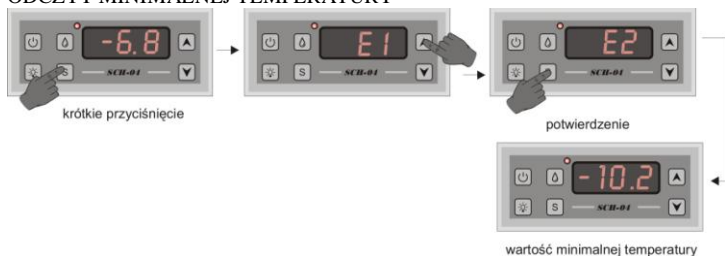 ODCZYT MINIMALNEJ TEMPERATURY
-6.8
S
SCH-01
krótkie przyciśnięcie
E1
S
SCH-01
E2
SCH-01
potwierdzenie
-10.2
S
SCH-01
wartość minimalnej temperatury